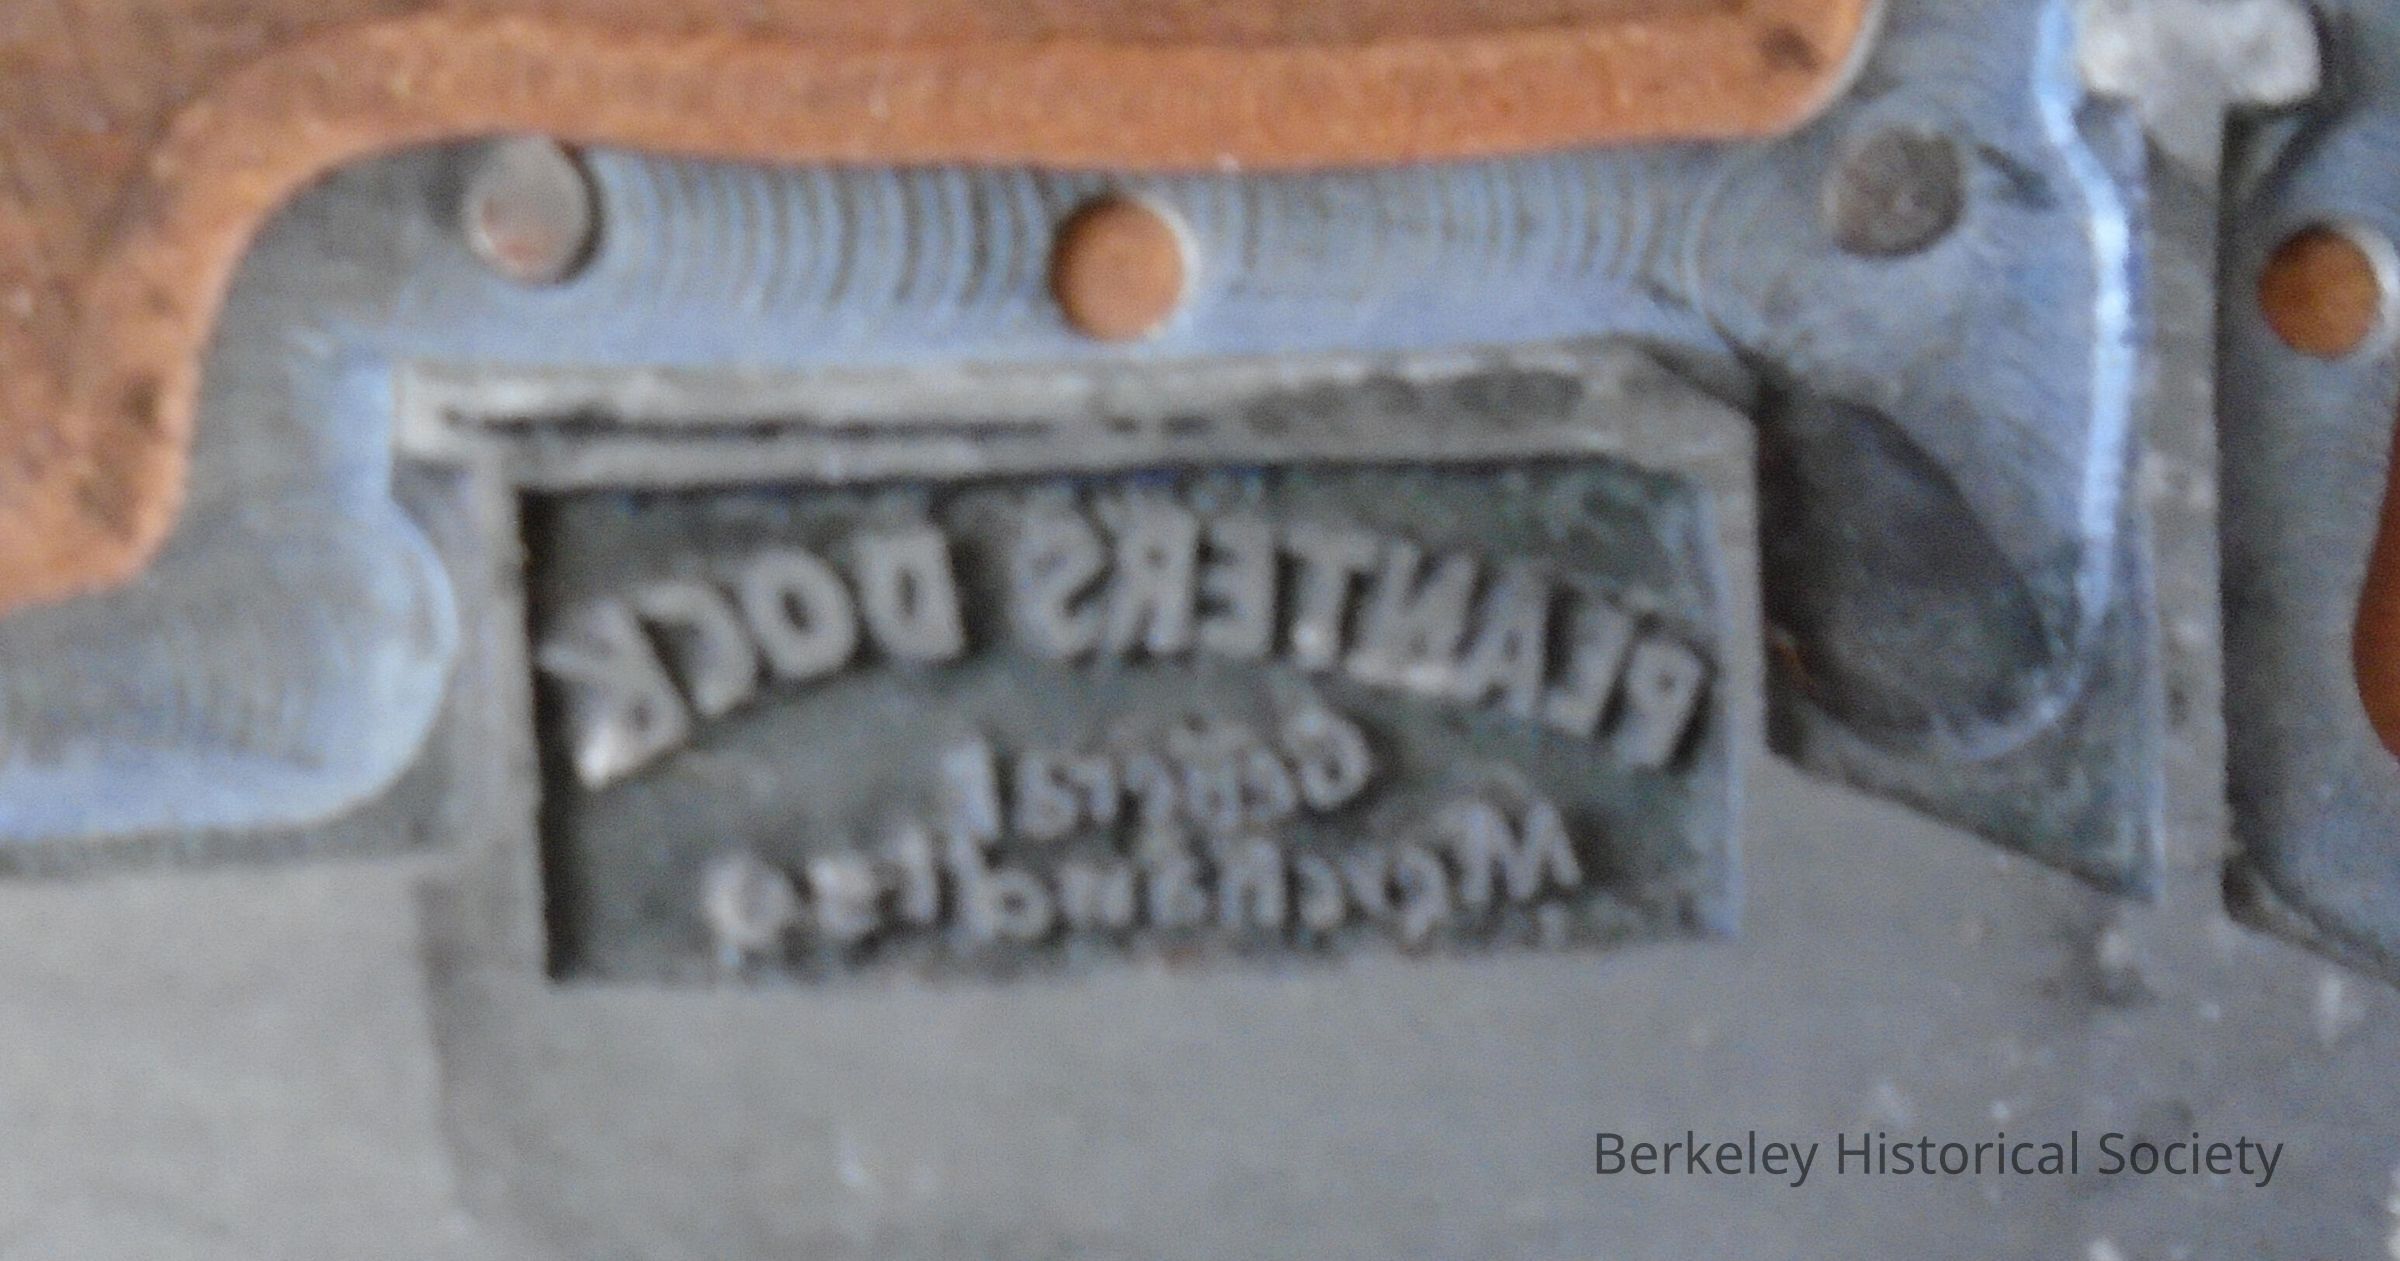 PLANTERS DOCK
General
Merchandise
Berkeley Historical Society